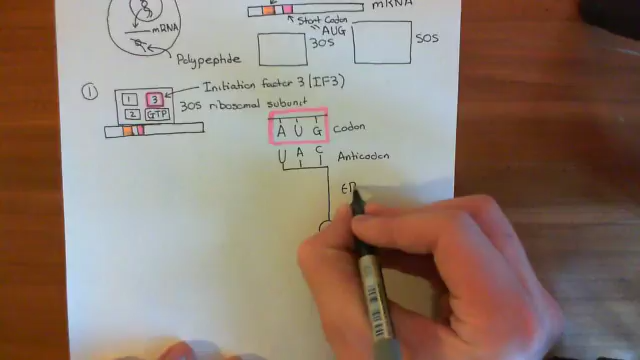 mRNA
mRNA
Start Codon
AUG
30S
50S
Polypeptide
① 
Initiation factor 3 (IF3)
1
3
2
GTP
30S ribosomal subunit
A U G
Codon
U A C
Anticodon